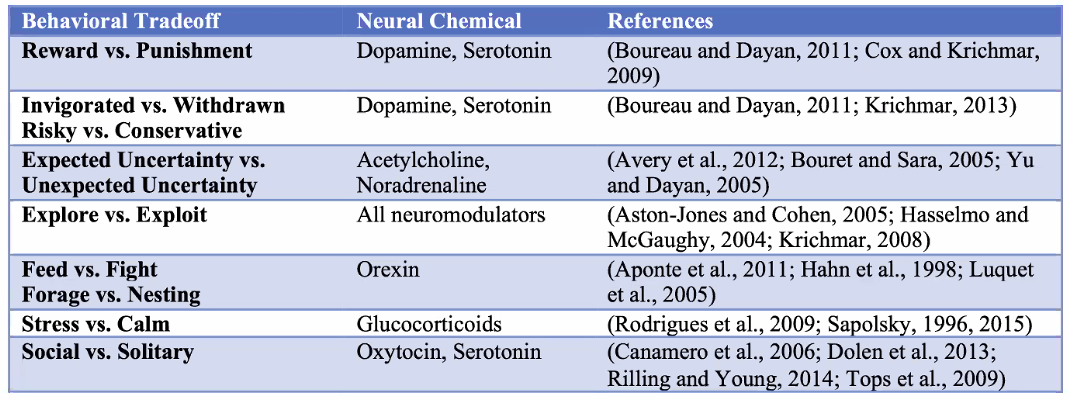 Behavioral Tradeoff Neural Chemical References
Reward vs. Punishment Dopamine, Serotonin (Boureau and Dayan, 2011; Cox and Krichmar,
2009)
Invigorated vs. Withdrawn Dopamine, Serotonin (Boureau and Dayan, 2011; Krichmar, 2013)
Risky vs. Conservative
Expected Uncertainty vs. Acetylcholine, (Avery et al., 2012; Bouret and Sara, 2005; Yu
Unexpected Uncertainty Noradrenaline and Dayan, 2005)
Explore vs. Exploit All neuromodulators (Aston-Jones and Cohen, 2005; Hasselmo and
McGaughy, 2004; Krichmar, 2008)
Feed vs. Fight Orexin (Aponte et al., 2011; Hahn et al., 1998; Luquet
Forage vs. Nesting et al., 2005)
Stress vs. Calm Glucocorticoids (Rodrigues et al., 2009; Sapolsky, 1996, 2015)
Social vs. Solitary Oxytocin, Serotonin (Canamero et al., 2006; Dolen et al., 2013;
Rilling and Young, 2014; Tops et al., 2009)